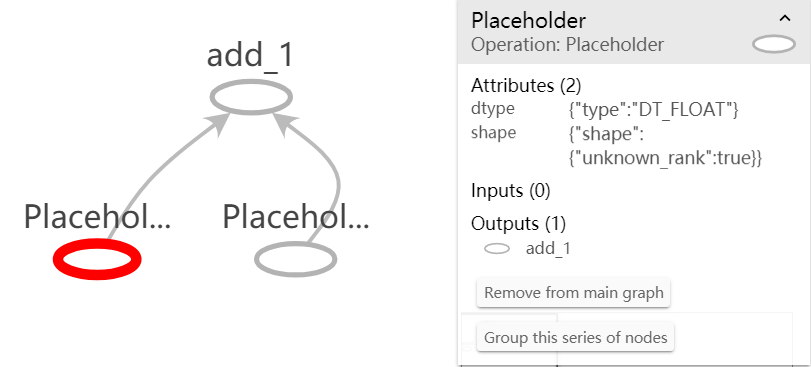 add_1
Placehol...
Placehol...
Placeholder
Operation: Placeholder
Attributes (2)
dtype
{"type":"DT_FLOAT"}
shape
{"shape":
{"unknown_rank":true}}
Inputs (0)
Outputs (1)
add_1
Remove from main graph
Group this series of nodes